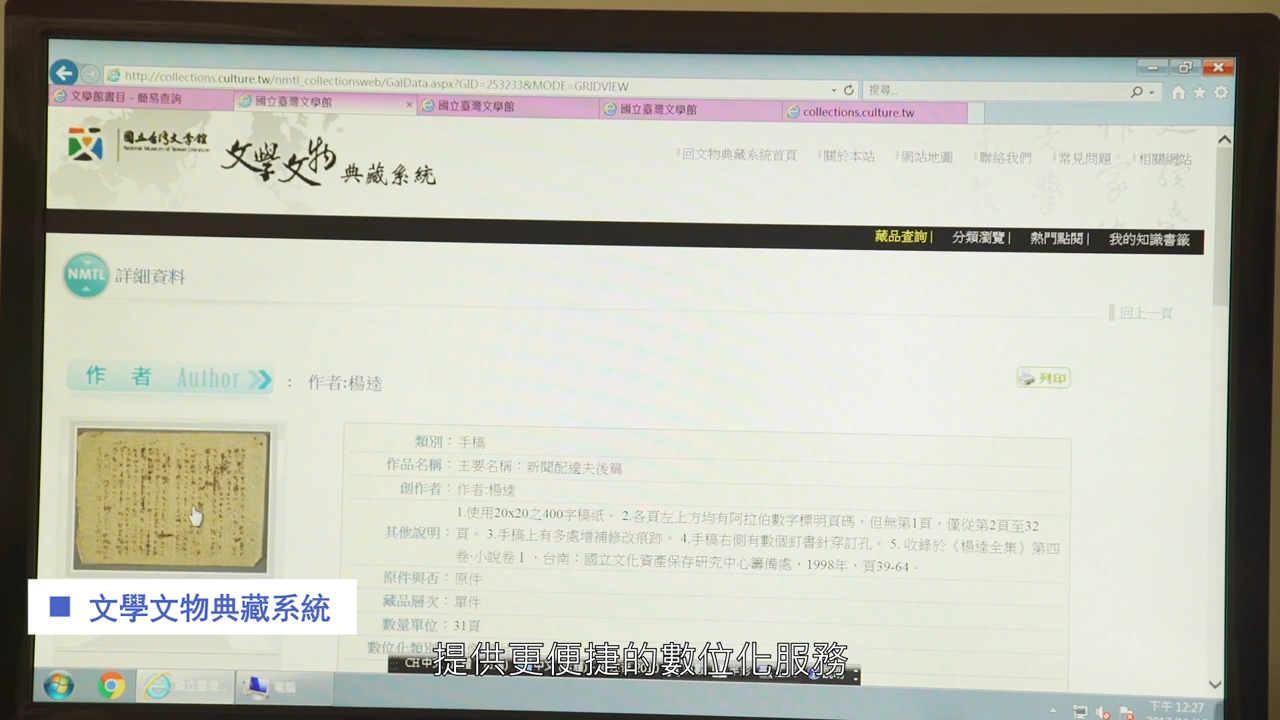 http://collections.culture.tw/nmtl_collectionsweb/GalData.aspx?GID=253233&MODE=GRIDVIEW
搜尋...
文學館書目 - 簡易查詢
國立臺灣文學館
國立臺灣文學館
國立臺灣文學館
collections.culture.tw
國立台灣文學館
National Museum of Taiwan Literature
文學文物典藏系統
回文物典藏系統首頁
關於本站
網站地圖
聯絡我們
常見問題
相關網站
藏品查詢|
分類瀏覽|
熱門點閱|
我的知識書籤
NMTL
詳細資料
回上一頁
作者 Author
: 作者:楊逵
列印
類別： 手稿
作品名稱： 主要名稱：新聞配達夫後篇
創作者： 作者:楊逵
其他說明： 1.使用20x20之400字稿紙。 2.各頁左上方均有阿拉伯數字標明頁碼，但無第1頁，僅從第2頁至32
頁。 3.手稿上有多處增補修改痕跡。 4.手稿右側有數個釘書針穿訂孔。 5. 收錄於《楊逵全集》第四
卷‧小說卷Ⅰ，台南：國立文化資產保存研究中心籌備處，1998年，頁39-64。
原件與否： 原件
藏品層次： 單件
數量單位： 31頁
數位化類別
文學文物典藏系統
提供更便捷的數位化服務
CH
國立臺灣...
電腦
下午 12:27